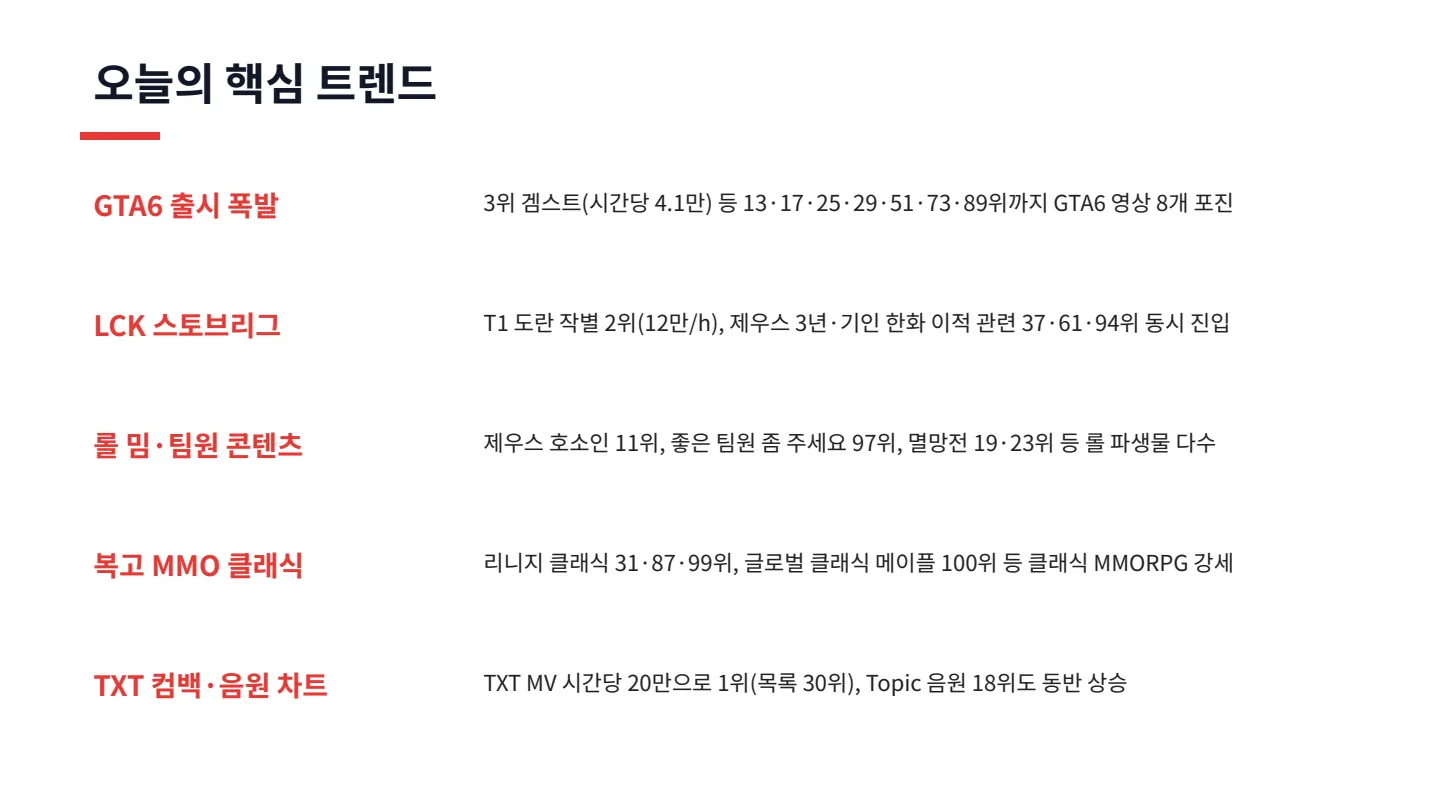 오늘의 핵심 트렌드
GTA6 출시 폭발
3위 겜스트(시간당 4.1만) 등 13·17·25·29·51·73·89위까지 GTA6 영상 8개 포진
LCK 스토브리그
T1 도란 작별 2위(12만/h), 제우스 3년·기인 한화 이적 관련 37·61·94위 동시 진입
롤 밈·팀원 콘텐츠
제우스 호소인 11위, 좋은 팀원 좀 주세요 97위, 멸망전 19·23위 등 롤 파생물 다수
복고 MMO 클래식
리니지 클래식 31·87·99위, 글로벌 클래식 메이플 100위 등 클래식 MMORPG 강세
TXT 컴백·음원 차트
TXT MV 시간당 20만으로 1위(목록 30위), Topic 음원 18위도 동반 상승